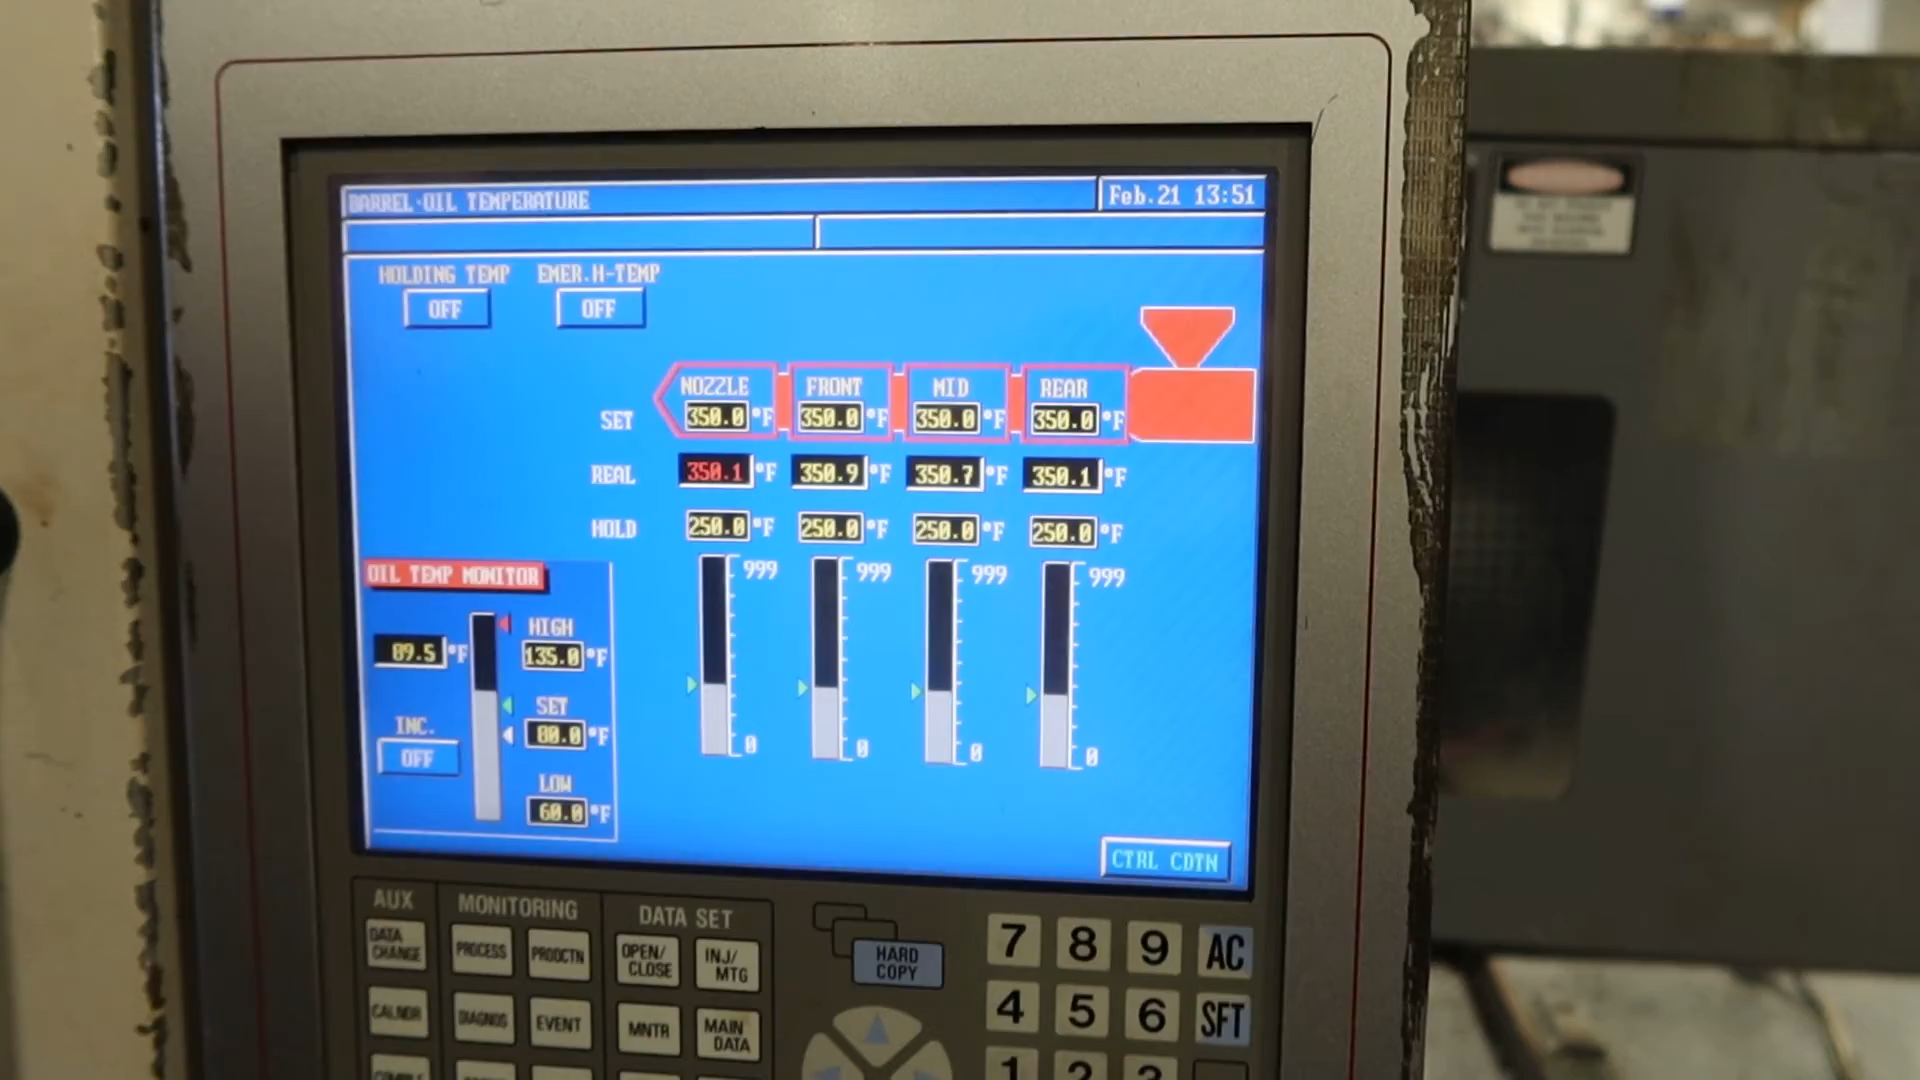 BARREL·OIL TEMPERATURE
Feb.21 13:51
HOLDING TEMP
EMER.H-TEMP
OFF
OFF
NOZZLE FRONT MID REAR
SET 350.0 °F 350.0 °F 350.0 °F 350.0 °F
REAL 350.1 °F 350.9 °F 350.7 °F 350.1 °F
HOLD 250.0 °F 250.0 °F 250.0 °F 250.0 °F
999 999 999 999
0 0 0 0
OIL TEMP MONITOR
89.5 °F
HIGH
135.0 °F
SET
80.0 °F
INC.
OFF
LOW
60.0 °F
CTRL CDTN
AUX
MONITORING
DATA SET
DATA CHANGE
PROCESS
PRODCTN
OPEN/ CLOSE
INJ/ MTG
HARD COPY
7 8 9 AC
CALNDR
DIAGNOS
EVENT
MNTR
MAIN DATA
4 5 6 SFT
1 2 3